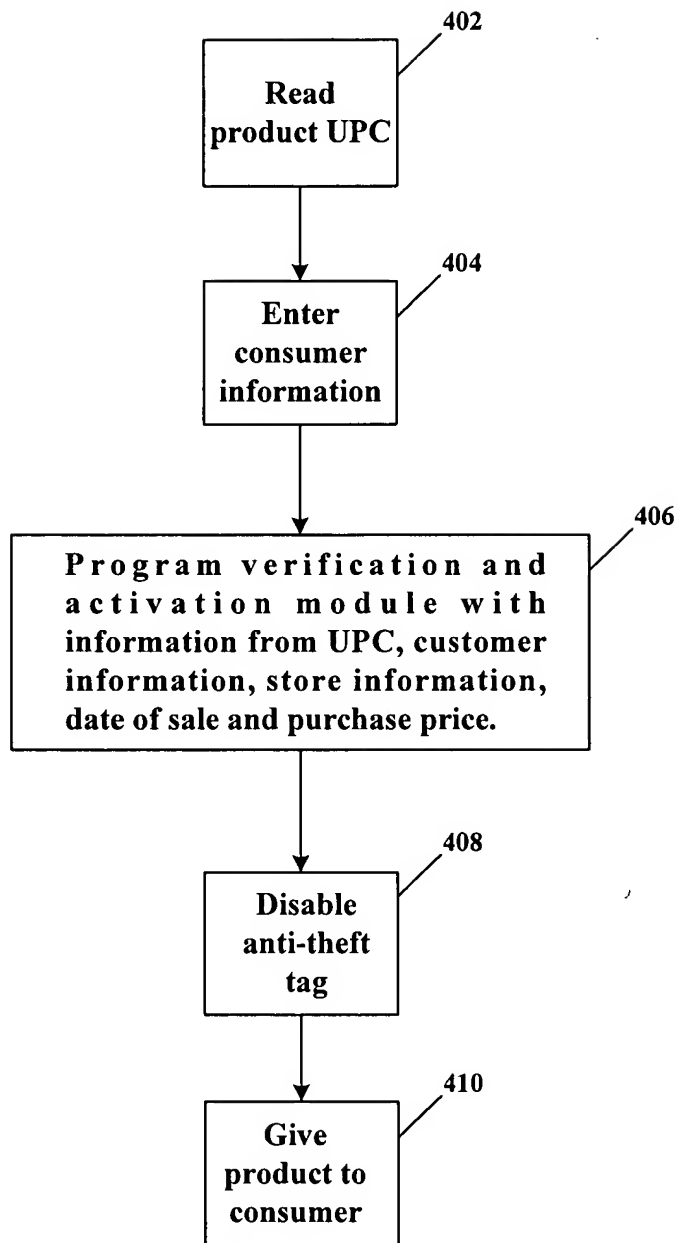 402
Read
product UPC
404
Enter
consumer
information
406
Program verification and
activation module with
information from UPC, customer
information, store information,
date of sale and purchase price.
408
Disable
anti-theft
tag
410
Give
product to
consumer